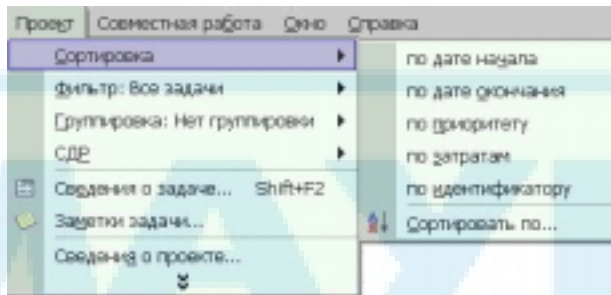 Проект Совместная работа Окно Справка
Сортировка
Фильтр: Все задачи
Группировка: Нет группировки
СДР
Сведения о задаче... Shift+F2
Заметки задачи...
Сведения о проекте...
по дате начала
по дате окончания
по приоритету
по затратам
по идентификатору
Сортировать по...